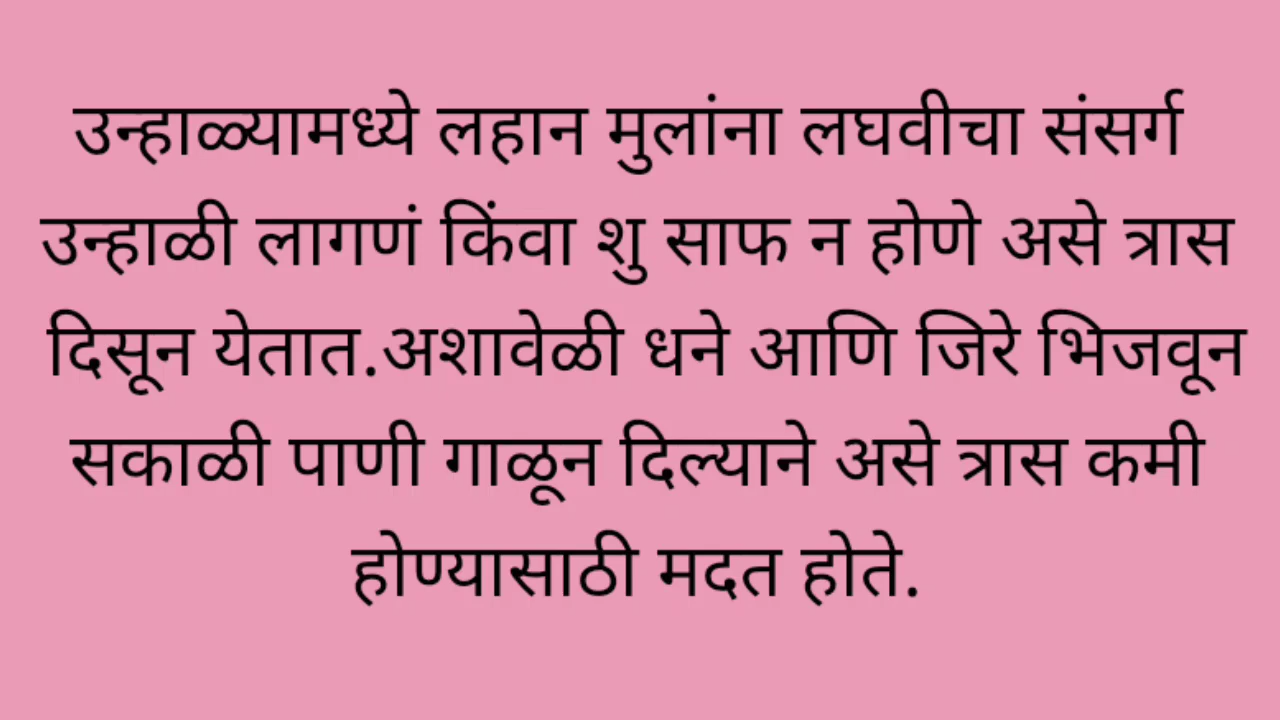 उन्हाळ्यामध्ये लहान मुलांना लघवीचा संसर्ग
उन्हाळी लागणं किंवा शु साफ न होणे असे त्रास
दिसून येतात.अशावेळी धने आणि जिरे भिजवून
सकाळी पाणी गाळून दिल्याने असे त्रास कमी
होण्यासाठी मदत होते.